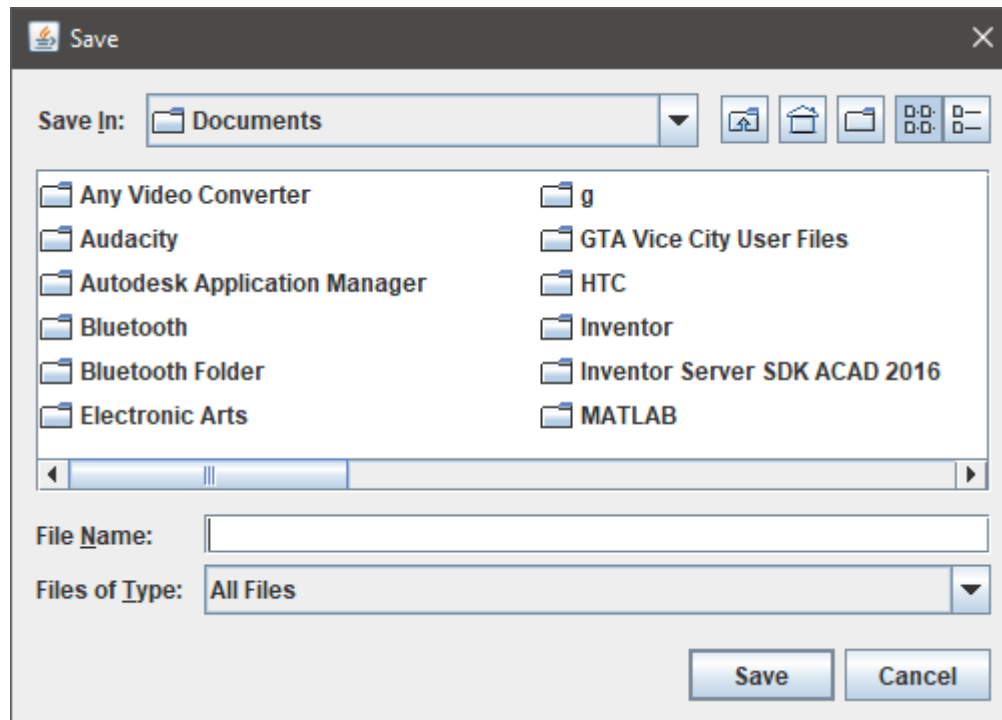 Save
Save In: Documents
Any Video Converter
Audacity
Autodesk Application Manager
Bluetooth
Bluetooth Folder
Electronic Arts
g
GTA Vice City User Files
HTC
Inventor
Inventor Server SDK ACAD 2016
MATLAB
File Name:
Files of Type: All Files
Save Cancel